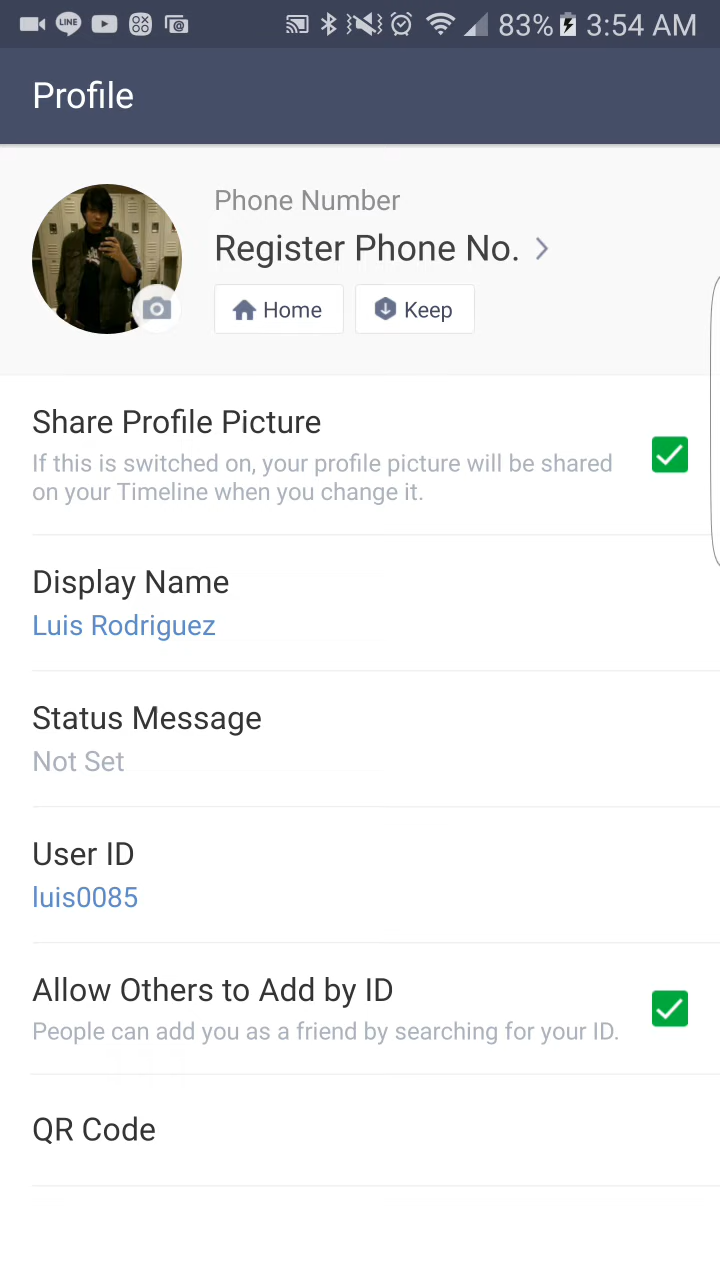 LINE
83% 3:54 AM
Profile
Phone Number
Register Phone No.
Home
Keep
Share Profile Picture
If this is switched on, your profile picture will be shared
on your Timeline when you change it.
Display Name
Luis Rodriguez
Status Message
Not Set
User ID
luis0085
Allow Others to Add by ID
People can add you as a friend by searching for your ID.
QR Code